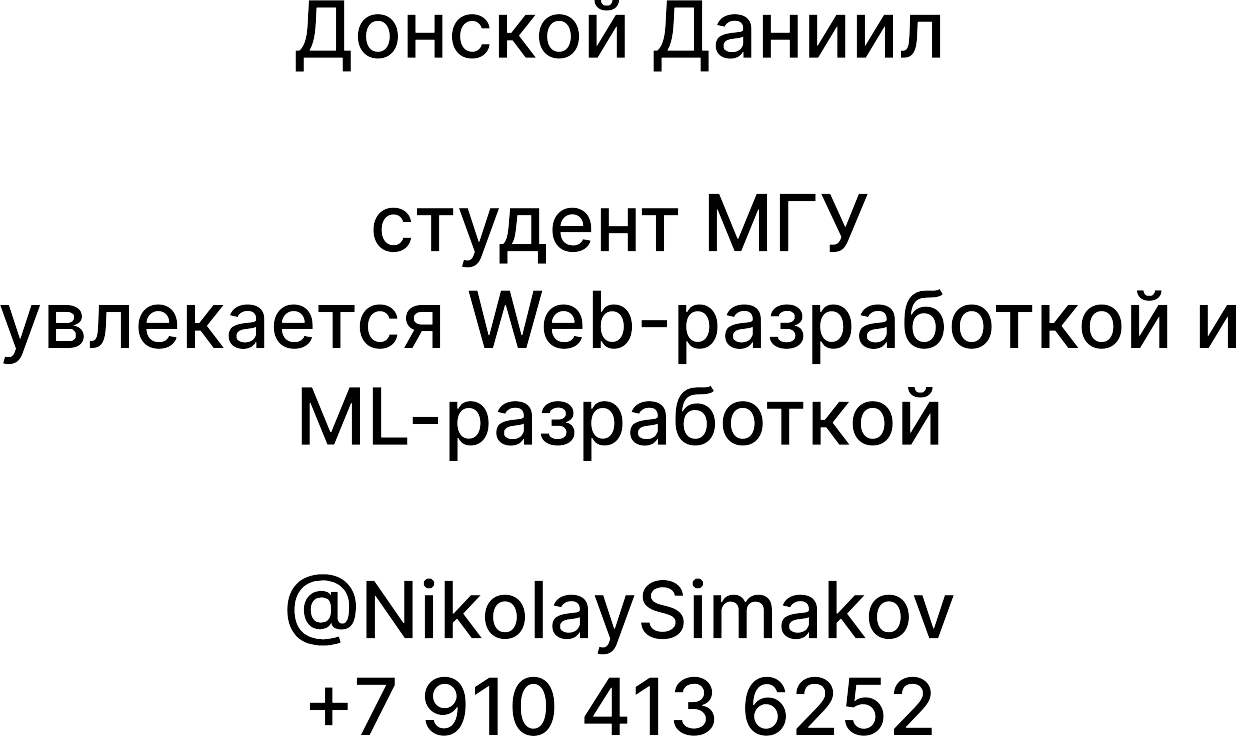 Донской Даниил
студент МГУ
увлекается Web-разработкой и
ML-разработкой
@NikolaySimakov
+7 910 413 6252